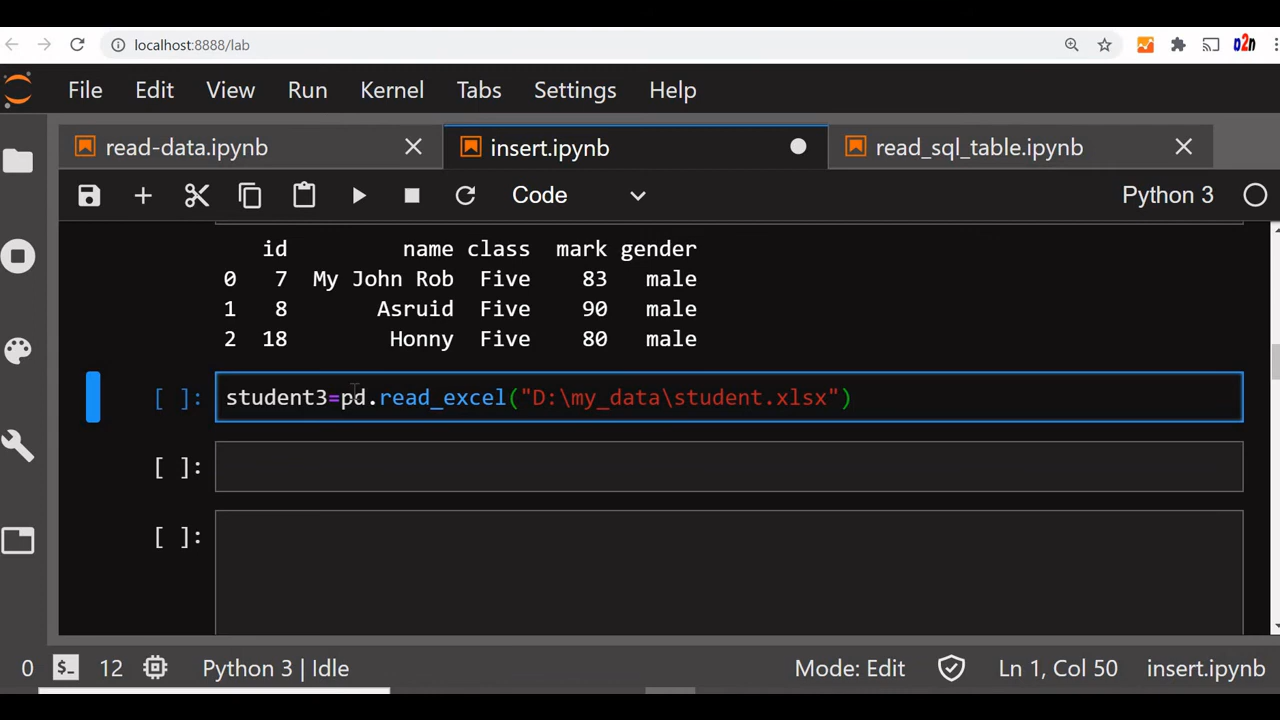 localhost:8888/lab
o2n
File Edit View Run Kernel Tabs Settings Help
read-data.ipynb insert.ipynb read_sql_table.ipynb
Code Python 3
id name class mark gender
0 7 My John Rob Five 83 male
1 8 Asruid Five 90 male
2 18 Honny Five 80 male
[ ]: student3=pd.read_excel("D:\my_data\student.xlsx")
[ ]:
[ ]:
0 $_ 12 Python 3 | Idle Mode: Edit Ln 1, Col 50 insert.ipynb